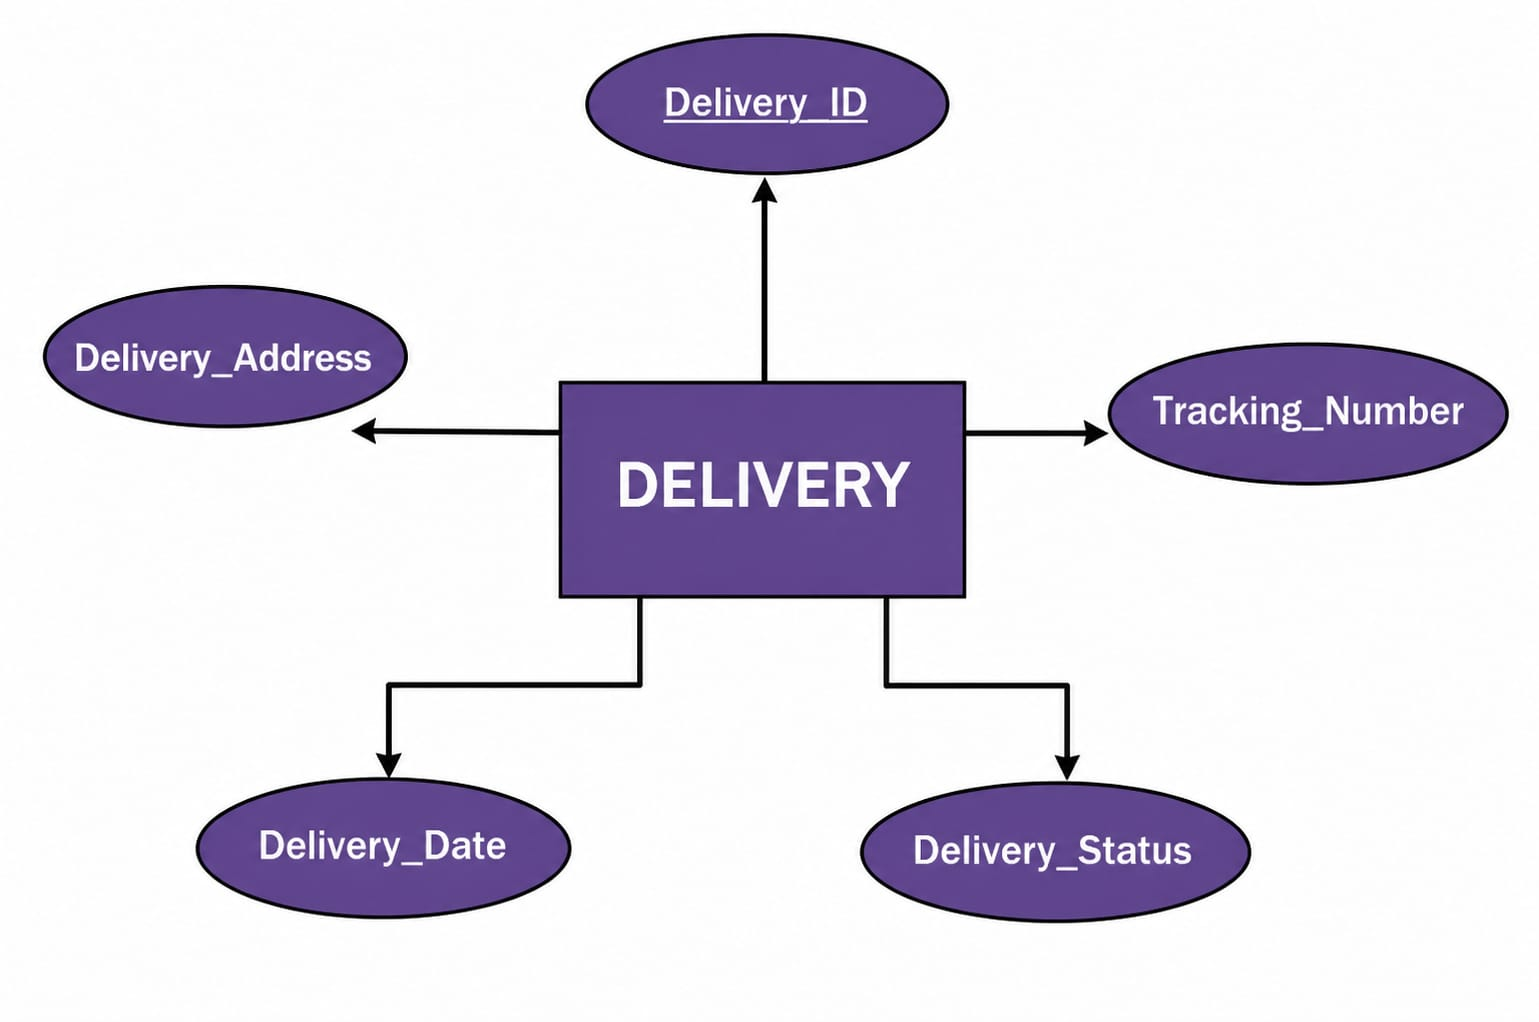 Delivery_ID
Delivery_Address
Tracking_Number
DELIVERY
Delivery_Date
Delivery_Status